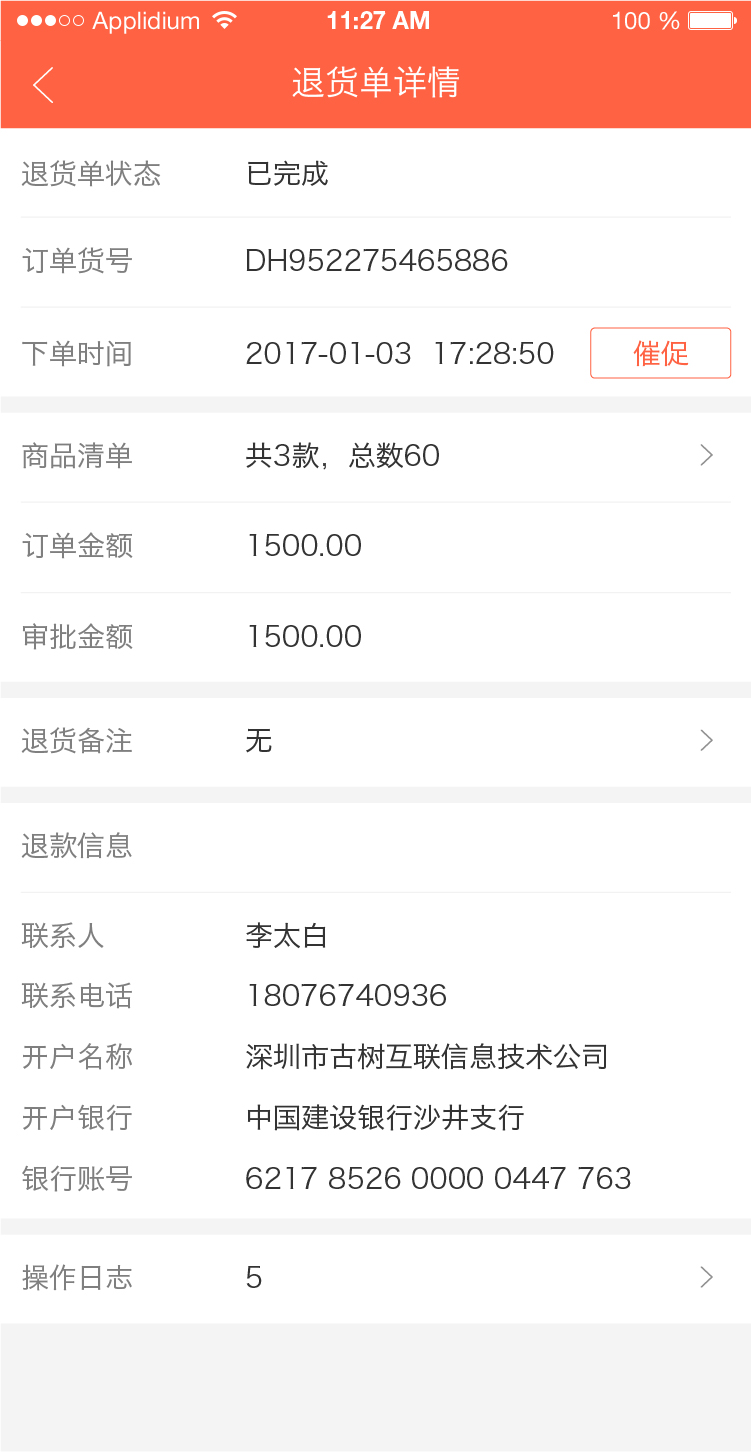 Applidium 11:27 AM 100 %
退货单详情
退货单状态 已完成
订单货号 DH952275465886
下单时间 2017-01-03 17:28:50 催促
商品清单 共3款，总数60
订单金额 1500.00
审批金额 1500.00
退货备注 无
退款信息
联系人 李太白
联系电话 18076740936
开户名称 深圳市古树互联信息技术公司
开户银行 中国建设银行沙井支行
银行账号 6217 8526 0000 0447 763
操作日志 5